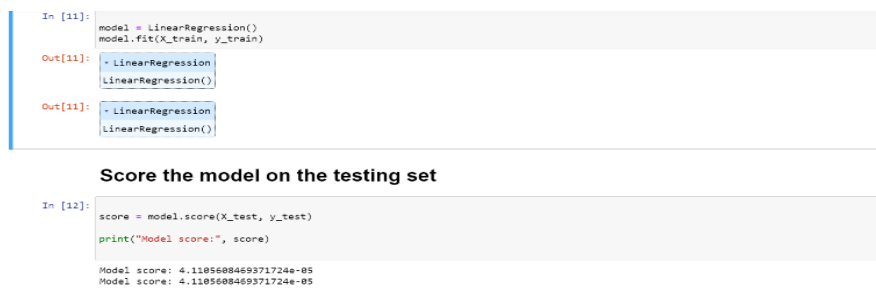 In [11]:
model = LinearRegression()
model.fit(X_train, y_train)
Out[11]:
LinearRegression
LinearRegression()
Out[11]:
LinearRegression
LinearRegression()
Score the model on the testing set
In [12]:
score = model.score(X_test, y_test)
print("Model score:", score)
Model score: 4.1105608469371724e-05
Model score: 4.1105608469371724e-05